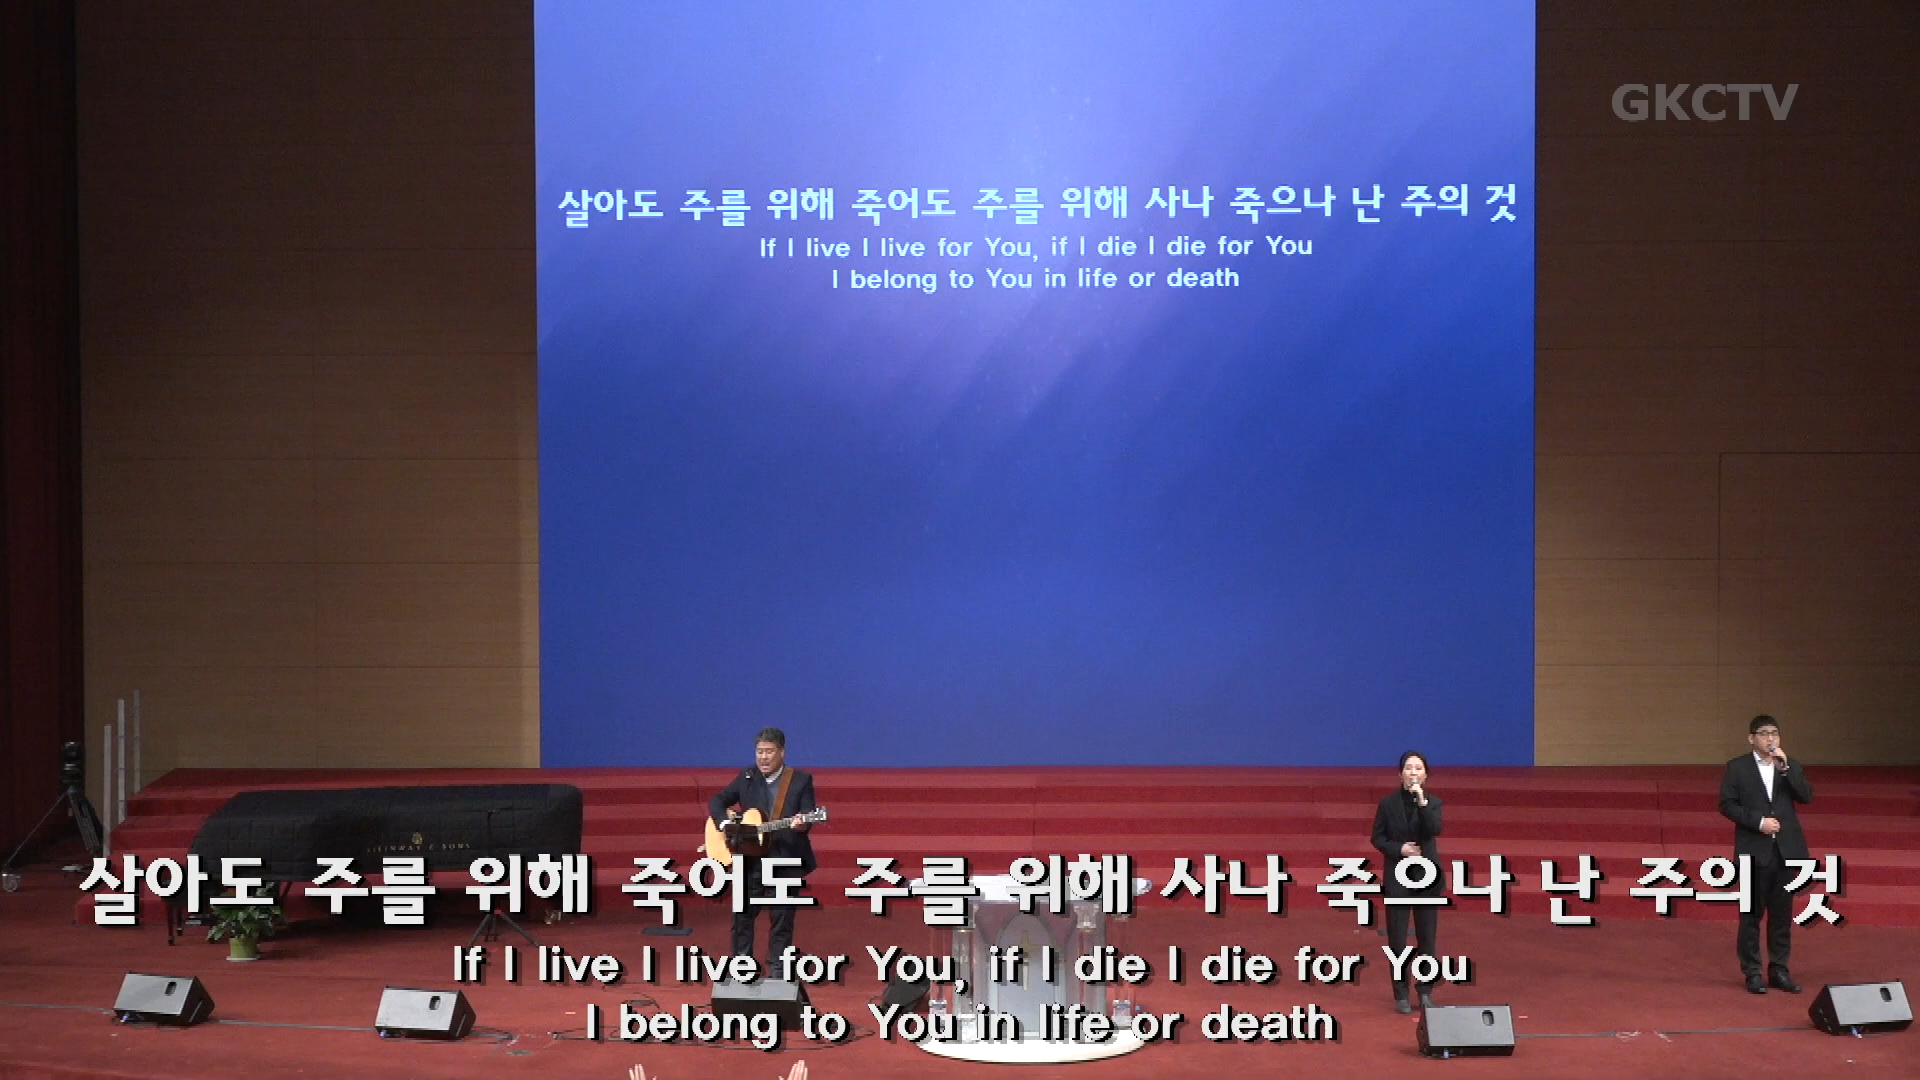 GKCTV
살아도 주를 위해 죽어도 주를 위해 사나 죽으나 난 주의 것
If I live I live for You, if I die I die for You
I belong to You in life or death
STEINWAY & SONS
살아도 주를 위해 죽어도 주를 위해 사나 죽으나 난 주의 것
If I live I live for You, if I die I die for You
I belong to You in life or death